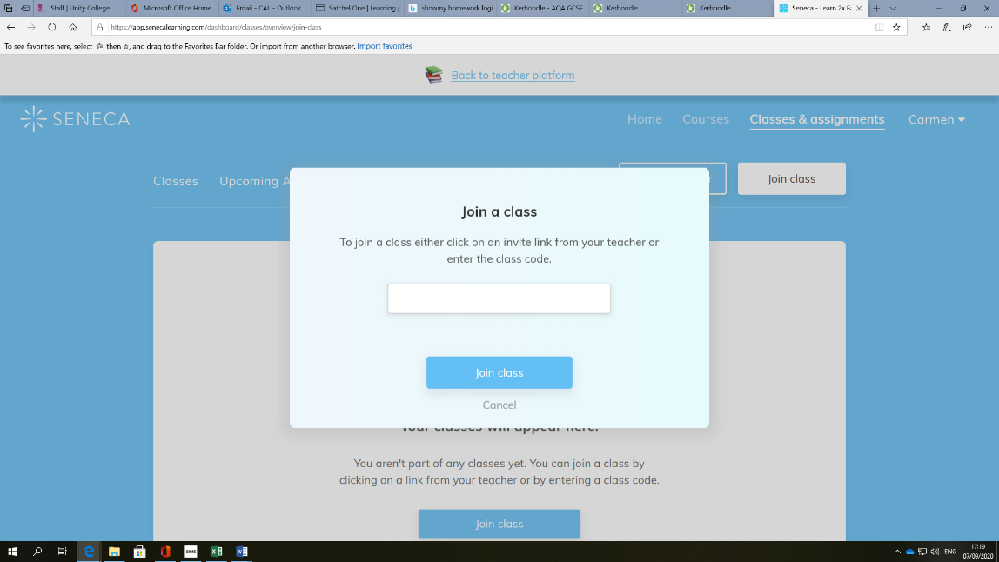 Staff | Unity College
Microsoft Office Home
Email - CAL - Outlook
Satchel One | Learning p
showmy homework logi
Kerboodle - AQA GCSE
Kerboodle
Kerboodle
Seneca - Learn 2x Fa
https://app.senecalearning.com/dashboard/classes/overview/join-class
To see favorites here, select ☆ then ☆, and drag to the Favorites Bar folder. Or import from another browser. Import favorites
Back to teacher platform
SENECA
Home
Courses
Classes & assignments
Carmen
Classes
Upcoming A
Join class
Join a class
To join a class either click on an invite link from your teacher or
enter the class code.
Join class
Cancel
Your classes will appear here.
You aren't part of any classes yet. You can join a class by
clicking on a link from your teacher or by entering a class code.
Join class
SIMS
ENG
17:19
07/09/2020